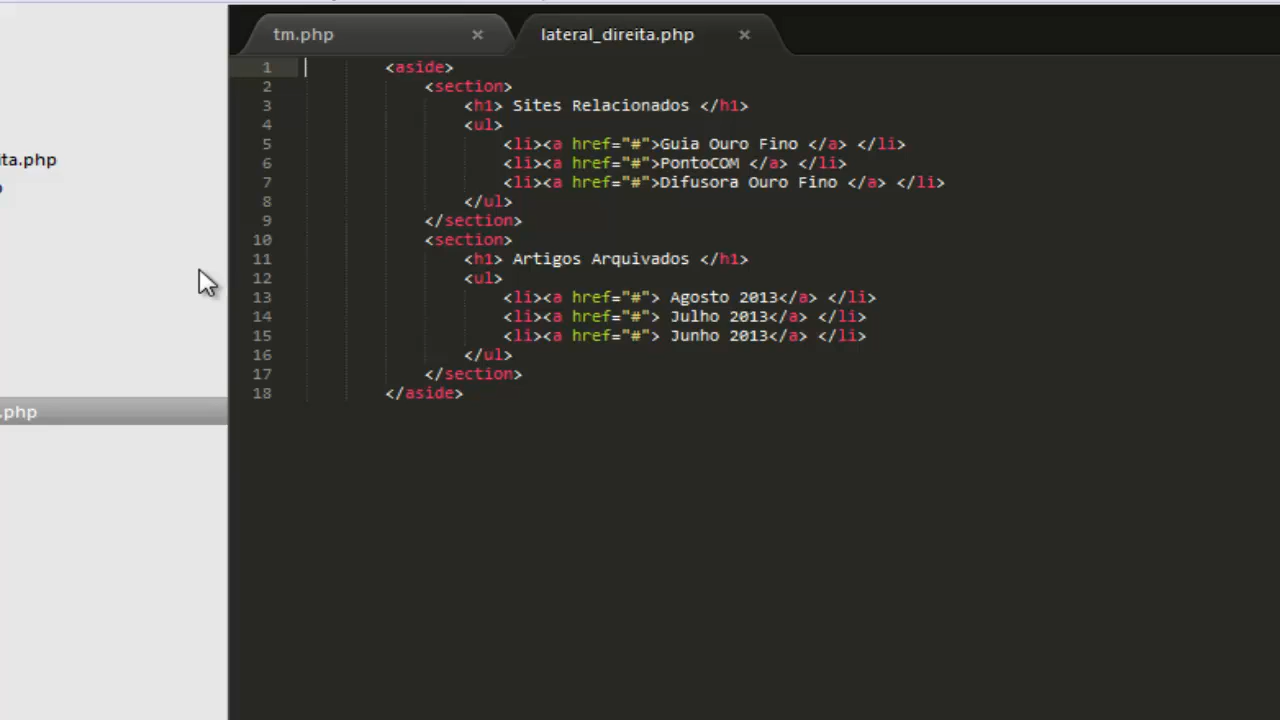 tm.php × lateral_direita.php ×
1 <aside>
2 <section>
3 <h1> Sites Relacionados </h1>
4 <ul>
5 <li><a href="#">Guia Ouro Fino </a> </li>
6 <li><a href="#">PontoCOM </a> </li>
7 <li><a href="#">Difusora Ouro Fino </a> </li>
8 </ul>
9 </section>
10 <section>
11 <h1> Artigos Arquivados </h1>
12 <ul>
13 <li><a href="#"> Agosto 2013</a> </li>
14 <li><a href="#"> Julho 2013</a> </li>
15 <li><a href="#"> Junho 2013</a> </li>
16 </ul>
17 </section>
18 </aside>
ita.php
.php